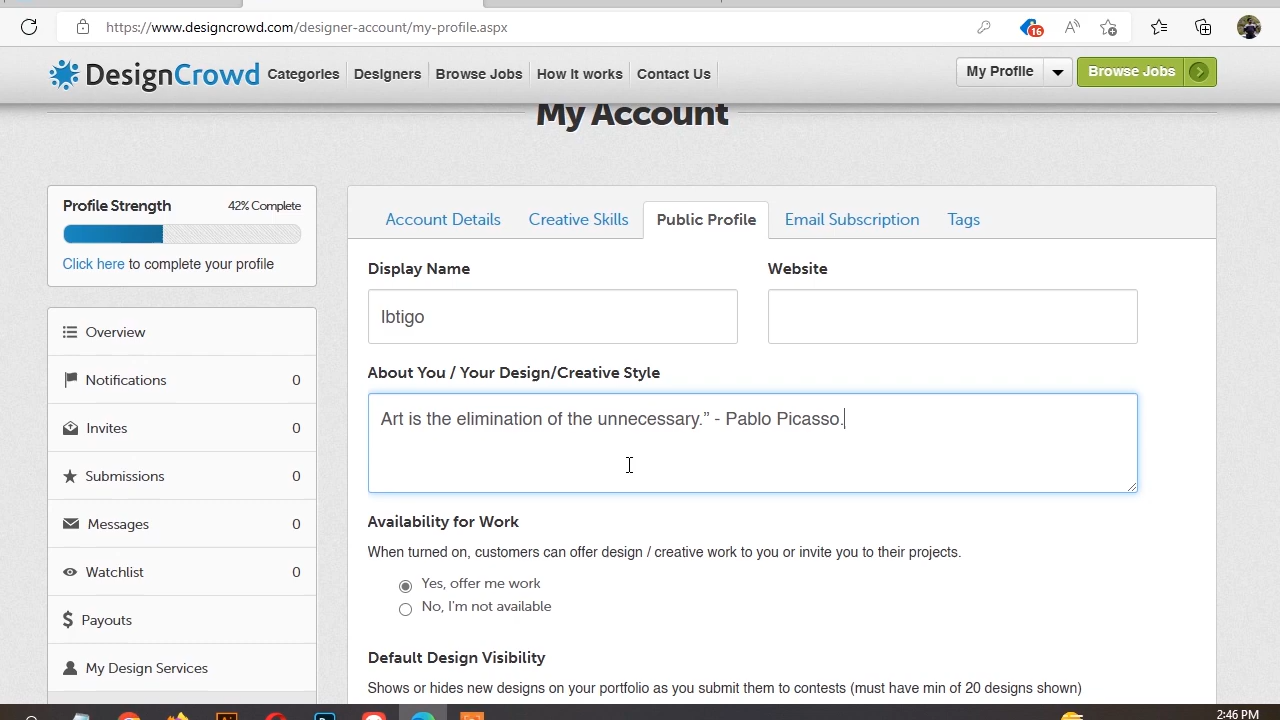 https://www.designcrowd.com/designer-account/my-profile.aspx
16
DesignCrowd
Categories
Designers
Browse Jobs
How it works
Contact Us
My Profile
Browse Jobs
My Account
Profile Strength
42% Complete
Click here to complete your profile
Overview
Notifications 0
Invites 0
Submissions 0
Messages 0
Watchlist 0
Payouts
My Design Services
Account Details
Creative Skills
Public Profile
Email Subscription
Tags
Display Name
Website
Ibtigo
About You / Your Design/Creative Style
Art is the elimination of the unnecessary.” - Pablo Picasso.
Availability for Work
When turned on, customers can offer design / creative work to you or invite you to their projects.
Yes, offer me work
No, I'm not available
Default Design Visibility
Shows or hides new designs on your portfolio as you submit them to contests (must have min of 20 designs shown)
2:46 PM